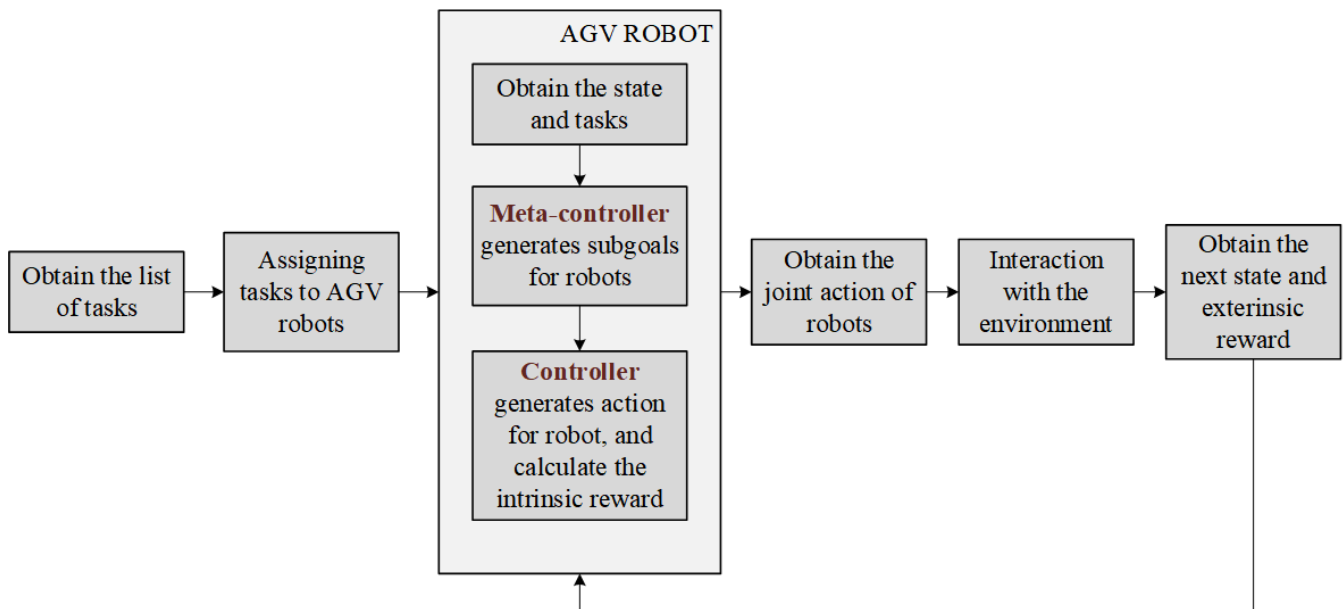 AGV ROBOT
Obtain the state
and tasks
Meta-controller
generates subgoals
for robots
Controller
generates action
for robot, and
calculate the
intrinsic reward
Obtain the list
of tasks
Assigning
tasks to AGV
robots
Obtain the
joint action of
robots
Interaction
with the
environment
Obtain the
next state and
exterinsic
reward